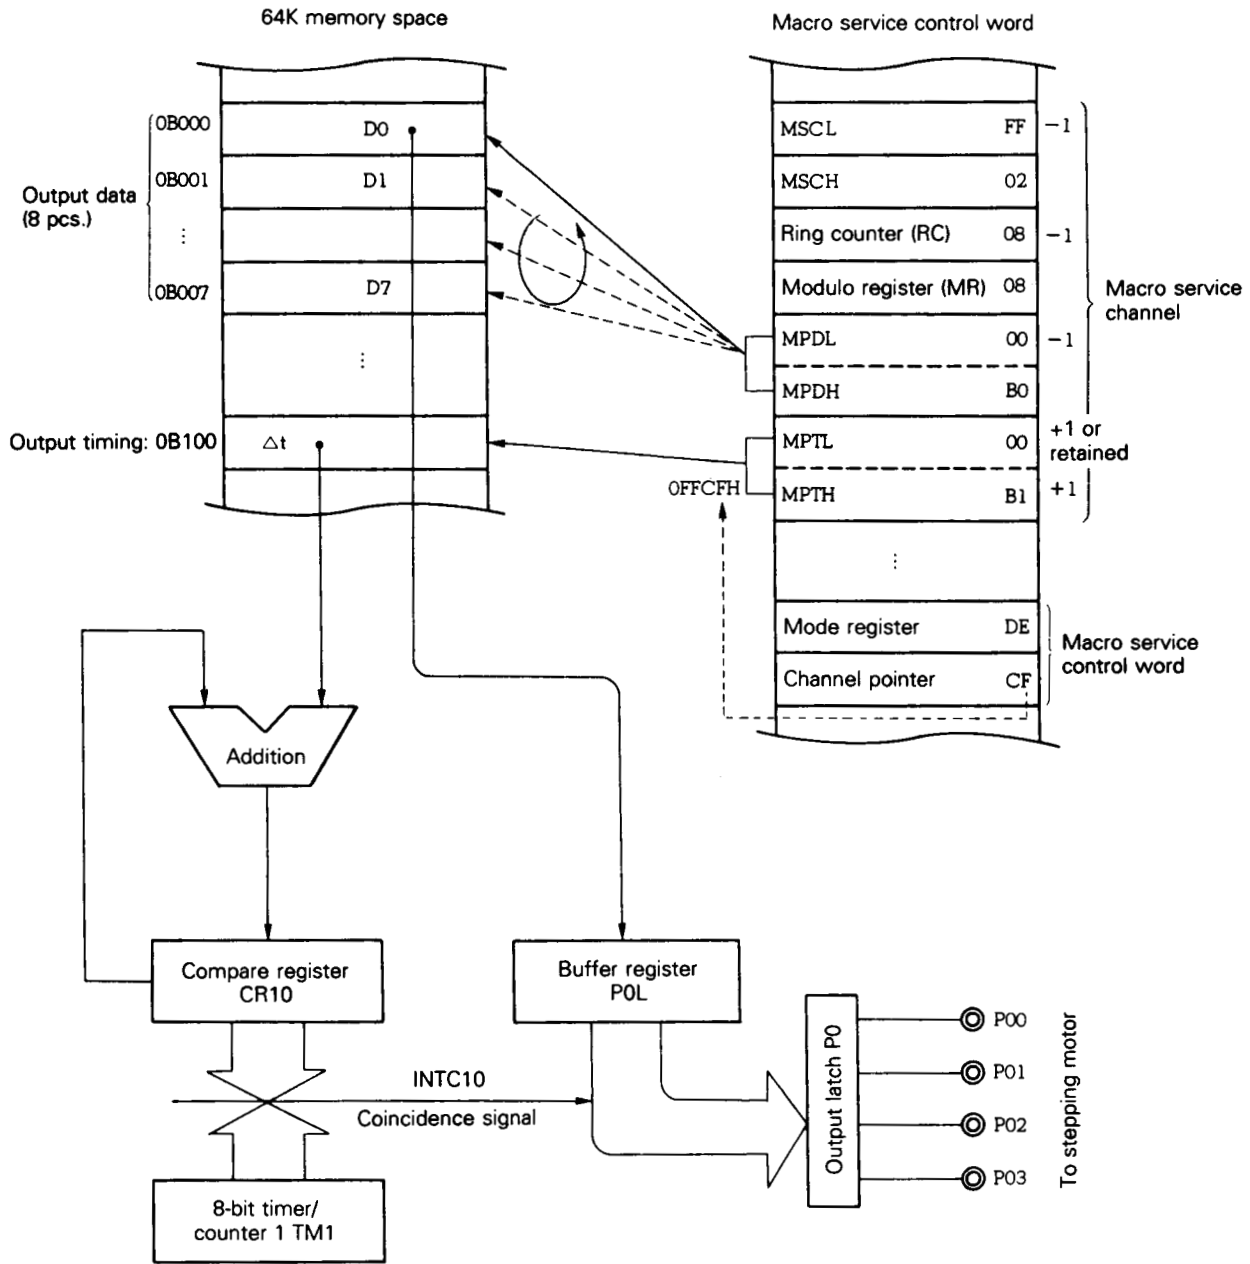 64K memory space
Macro service control word
0B000
D0
0B001
D1
Output data
(8 pcs.)
⋮
0B007
D7
⋮
Output timing: 0B100
△t
MSCL FF −1
MSCH 02
Ring counter (RC) 08 −1
Modulo register (MR) 08
MPDL 00 −1
MPDH B0
MPTL 00 +1 or
retained
0FFCFH
MPTH B1 +1
Macro service
channel
⋮
Mode register DE
Channel pointer CF
Macro service
control word
Addition
Compare register
CR10
Buffer register
P0L
INTC10
Coincidence signal
8-bit timer/
counter 1 TM1
Output latch P0
P00
P01
P02
P03
To stepping motor